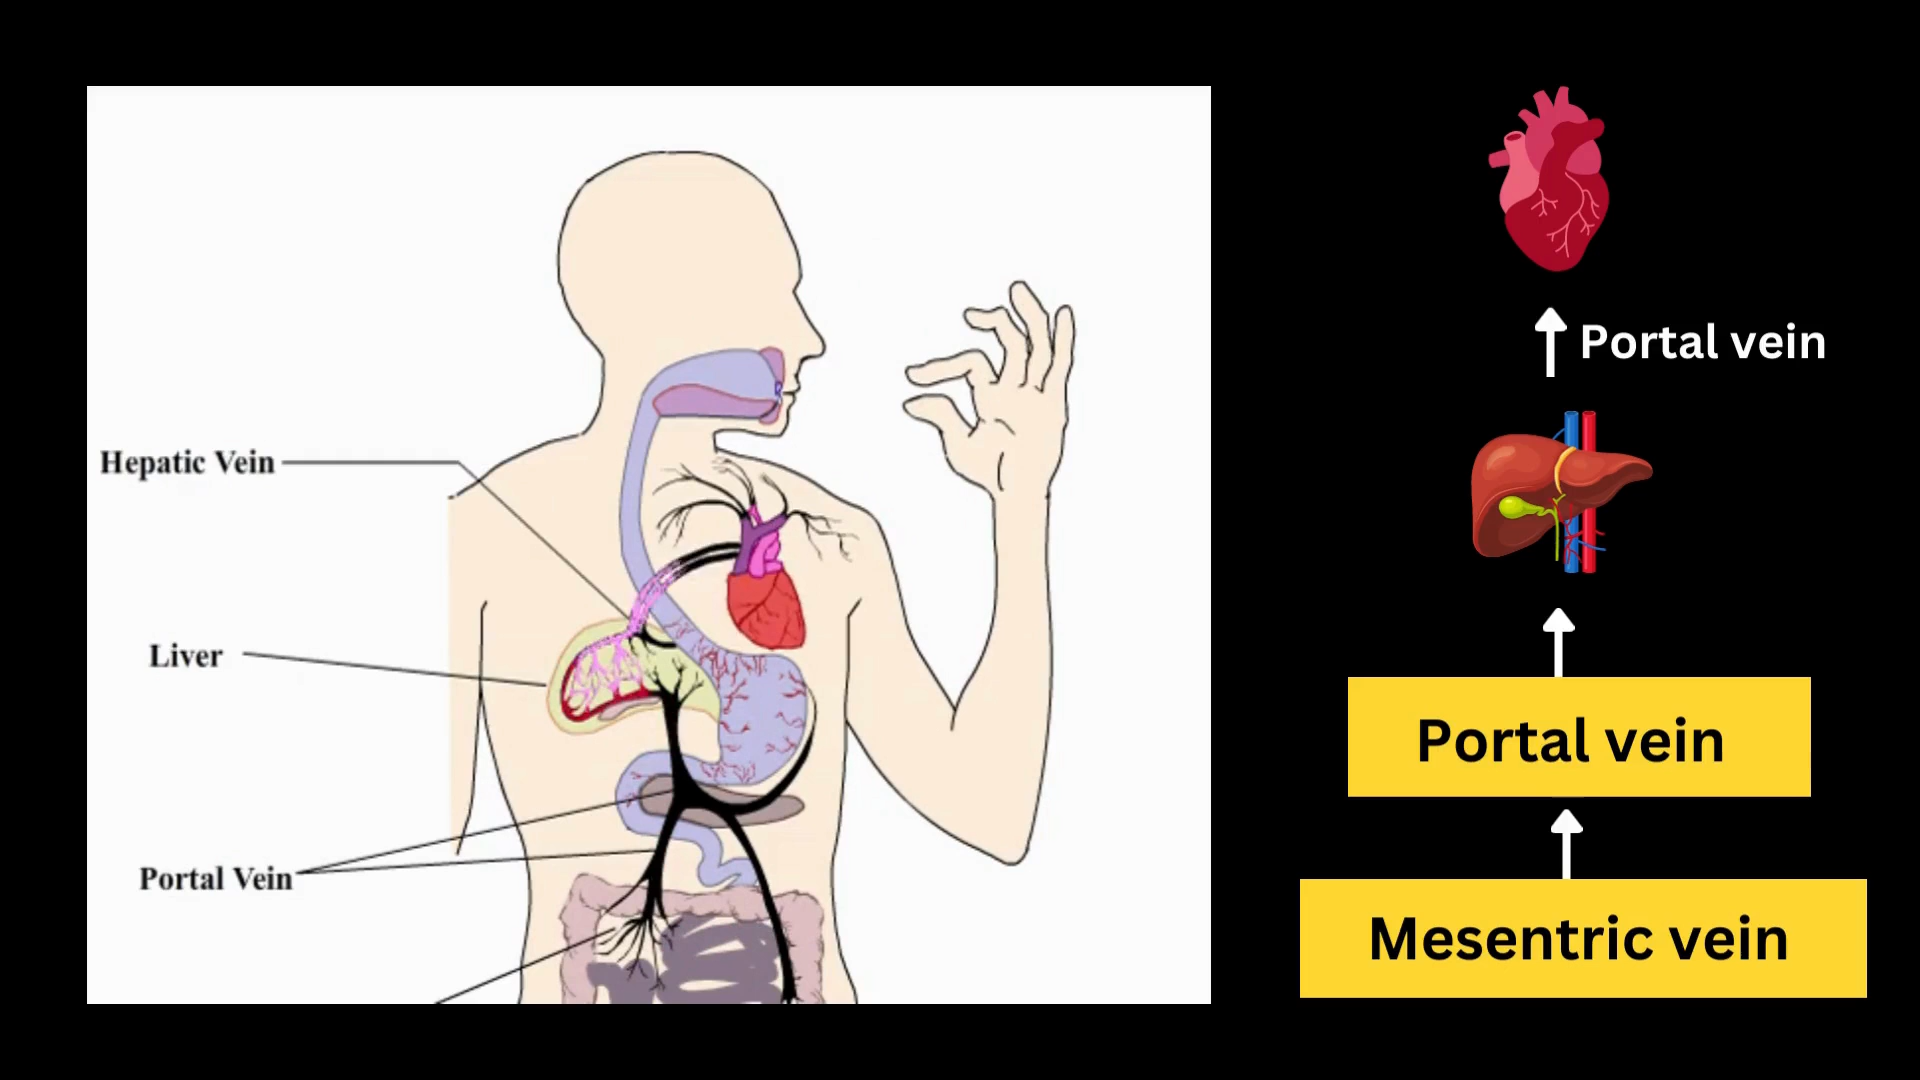 Hepatic Vein
Liver
Portal Vein
Portal vein
Portal vein
Mesentric vein